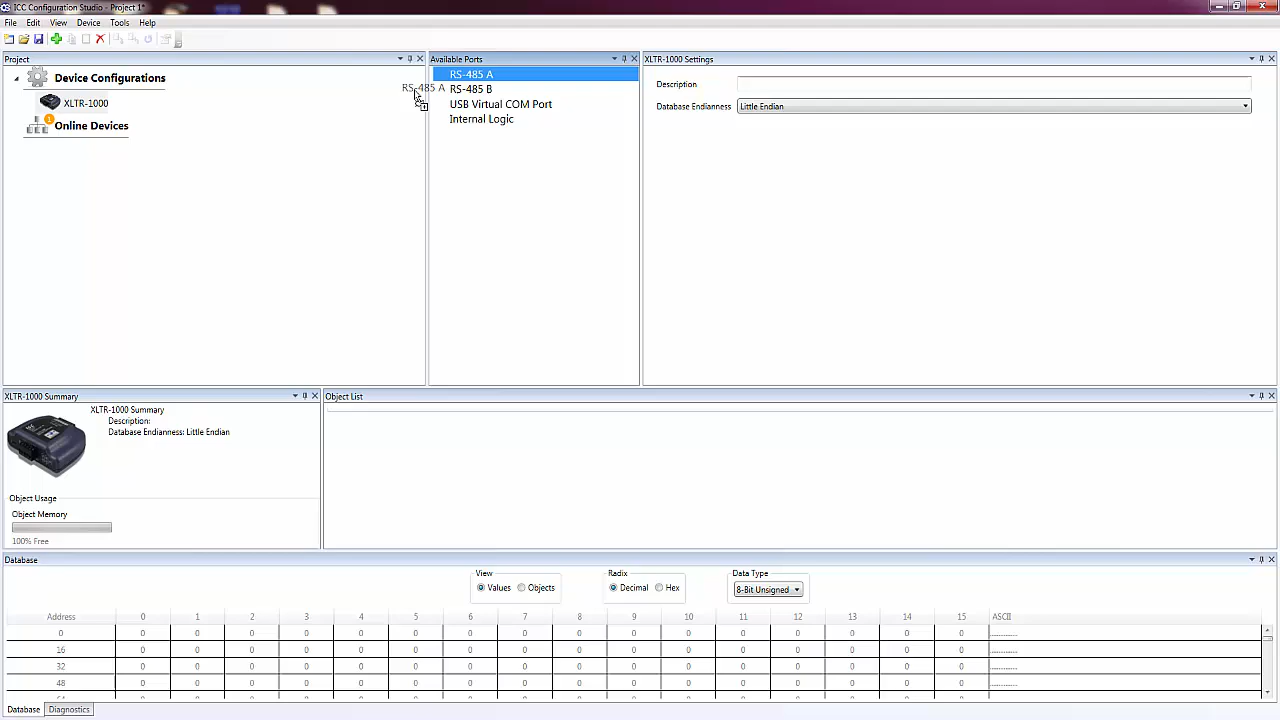 ICC Configuration Studio - Project 1*
File Edit View Device Tools Help
Project
Device Configurations
XLTR-1000
Online Devices
1
RS-485 A
Available Ports
RS-485 A
RS-485 B
USB Virtual COM Port
Internal Logic
XLTR-1000 Settings
Description
Database Endianness Little Endian
XLTR-1000 Summary
XLTR-1000 Summary
Description:
Database Endianness: Little Endian
Object Usage
Object Memory
100% Free
Object List
Database
View Radix Data Type
Values Objects Decimal Hex 8-Bit Unsigned
Address 0 1 2 3 4 5 6 7 8 9 10 11 12 13 14 15 ASCII
0 0 0 0 0 0 0 0 0 0 0 0 0 0 0 0 0 ................
16 0 0 0 0 0 0 0 0 0 0 0 0 0 0 0 0 ................
32 0 0 0 0 0 0 0 0 0 0 0 0 0 0 0 0 ................
48 0 0 0 0 0 0 0 0 0 0 0 0 0 0 0 0 ................
Database Diagnostics